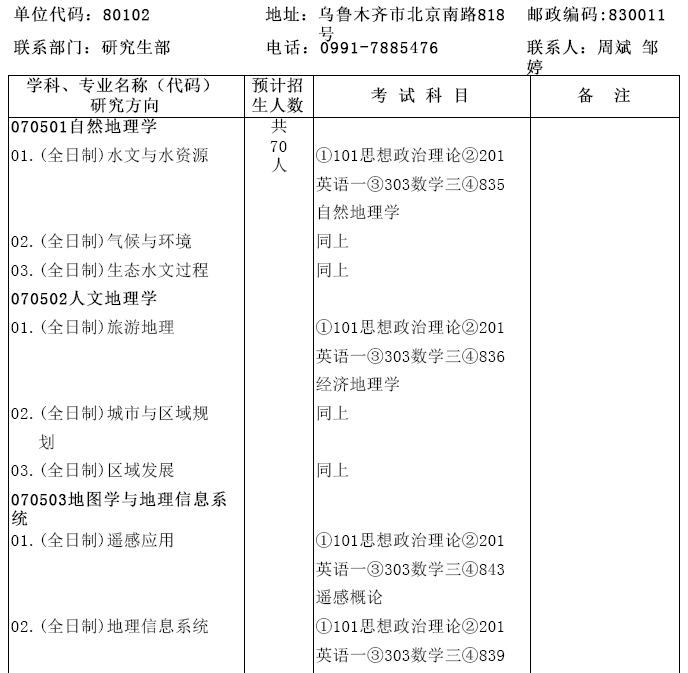 单位代码: 80102 地址: 乌鲁木齐市北京南路818号 邮政编码:830011
联系部门: 研究生部 电话: 0991-7885476 联系人: 周斌 邹婷
学科、专业名称（代码）研究方向 预计招生人数 考 试 科 目 备 注
070501自然地理学 共
01.(全日制)水文与水资源 70人 ①101思想政治理论②201
英语一③303数学三④835
自然地理学
02.(全日制)气候与环境 同上
03.(全日制)生态水文过程 同上
070502人文地理学
01.(全日制)旅游地理 ①101思想政治理论②201
英语一③303数学三④836
经济地理学
02.(全日制)城市与区域规 同上
划
03.(全日制)区域发展 同上
070503地图学与地理信息系
统
01.(全日制)遥感应用 ①101思想政治理论②201
英语一③303数学三④843
遥感概论
02.(全日制)地理信息系统 ①101思想政治理论②201
英语一③303数学三④839